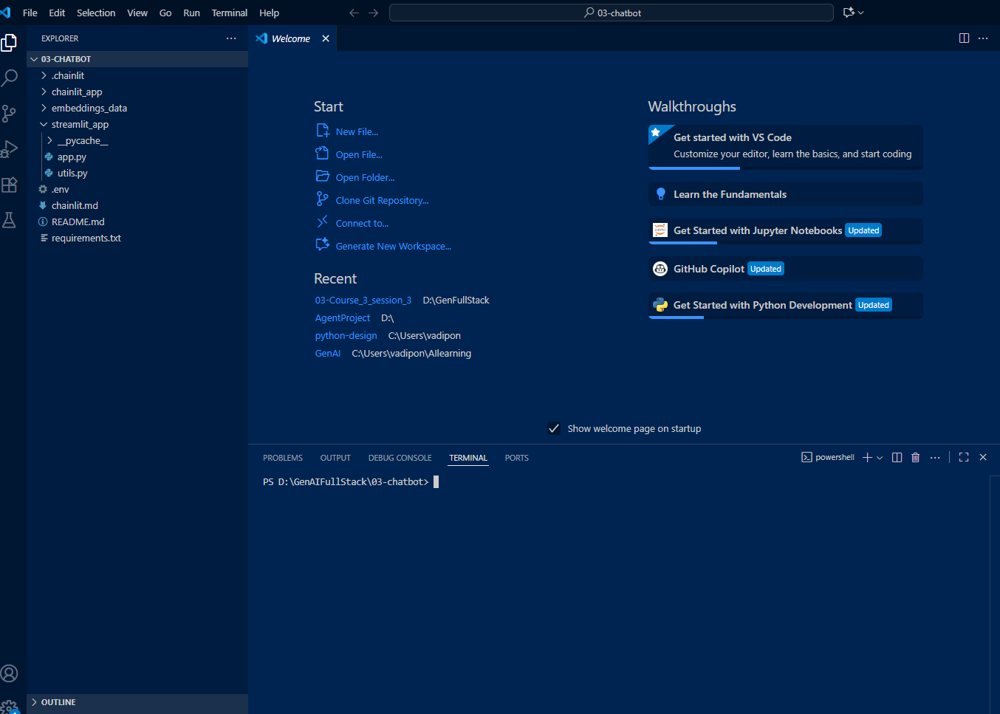 File Edit Selection View Go Run Terminal Help
03-chatbot
EXPLORER
03-CHATBOT
.chainlit
chainlit_app
embeddings_data
streamlit_app
__pycache__
app.py
utils.py
.env
chainlit.md
README.md
requirements.txt
OUTLINE
Welcome
Start
New File...
Open File...
Open Folder...
Clone Git Repository...
Connect to...
Generate New Workspace...
Recent
03-Course_3_session_3 D:\GenFullStack
AgentProject D:\
python-design C:\Users\vadipon
GenAI C:\Users\vadipon\AIlearning
Walkthroughs
Get started with VS Code
Customize your editor, learn the basics, and start coding
Learn the Fundamentals
Get Started with Jupyter Notebooks Updated
GitHub Copilot Updated
Get Started with Python Development Updated
Show welcome page on startup
PROBLEMS OUTPUT DEBUG CONSOLE TERMINAL PORTS
powershell
PS D:\GenAIFullStack\03-chatbot>